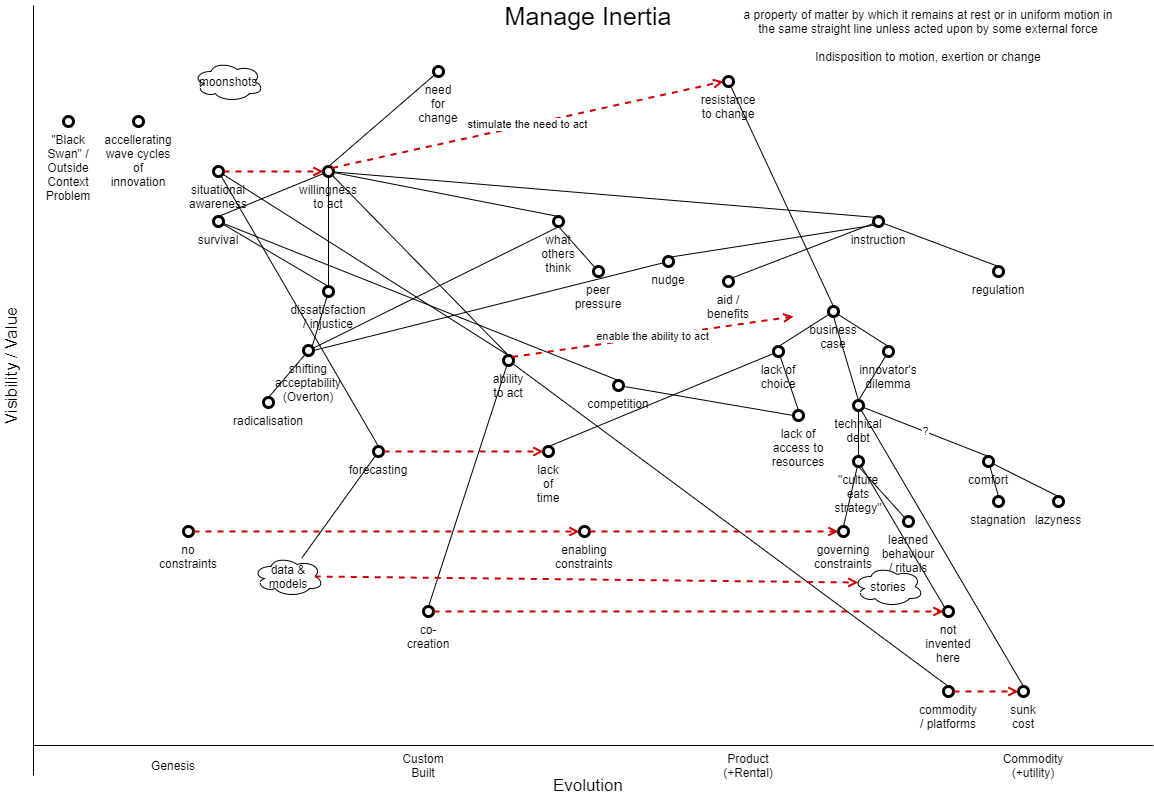 Manage Inertia
a property of matter by which it remains at rest or in uniform motion in
the same straight line unless acted upon by some external force
Indisposition to motion, exertion or change
moonshots
need
for
change
resistance
to change
stimulate the need to act
"Black
Swan" /
Outside
Context
Problem
accellerating
wave cycles
of
innovation
situational
awareness
willingness
to act
survival
what
others
think
instruction
peer
pressure
nudge
aid /
benefits
regulation
dissatisfaction
/ injustice
enable the ability to act
business
case
shifting
acceptability
(Overton)
ability
to act
lack of
choice
innovator's
dilemma
radicalisation
competition
lack of
access to
resources
technical
debt
?
forecasting
lack
of
time
"culture
eats
strategy"
comfort
stagnation
lazyness
no
constraints
enabling
constraints
governing
constraints
learned
behaviour
/ rituals
data &
models
stories
co-
creation
not
invented
here
commodity
/ platforms
sunk
cost
Visibility / Value
Genesis
Custom
Built
Product
(+Rental)
Commodity
(+utility)
Evolution